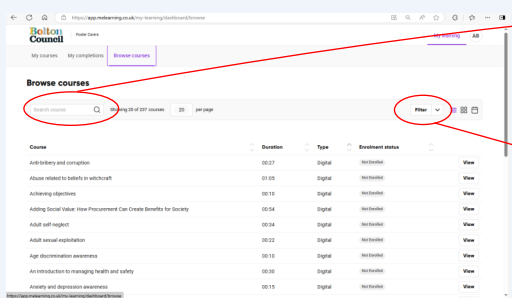 https://app.melearning.co.uk/my-learning/dashboard/browse
Bolton
Council
Foster Carers
My learning
AB
My courses
My completions
Browse courses
Browse courses
Search course
Showing 20 of 207 courses
20
per page
Filter
Course
Duration
Type
Enrolment status
Anti-bribery and corruption
00:27
Digital
Not Enrolled
View
Abuse related to beliefs in witchcraft
01:05
Digital
Not Enrolled
View
Achieving objectives
00:10
Digital
Not Enrolled
View
Adding Social Value: How Procurement Can Create Benefits for Society
00:54
Digital
Not Enrolled
View
Adult self-neglect
00:34
Digital
Not Enrolled
View
Adult sexual exploitation
00:22
Digital
Not Enrolled
View
Age discrimination awareness
00:10
Digital
Not Enrolled
View
An introduction to managing health and safety
00:30
Digital
Not Enrolled
View
Anxiety and depression awareness
00:15
Digital
Not Enrolled
View
https://app.melearning.co.uk/my-learning/dashboard/browse